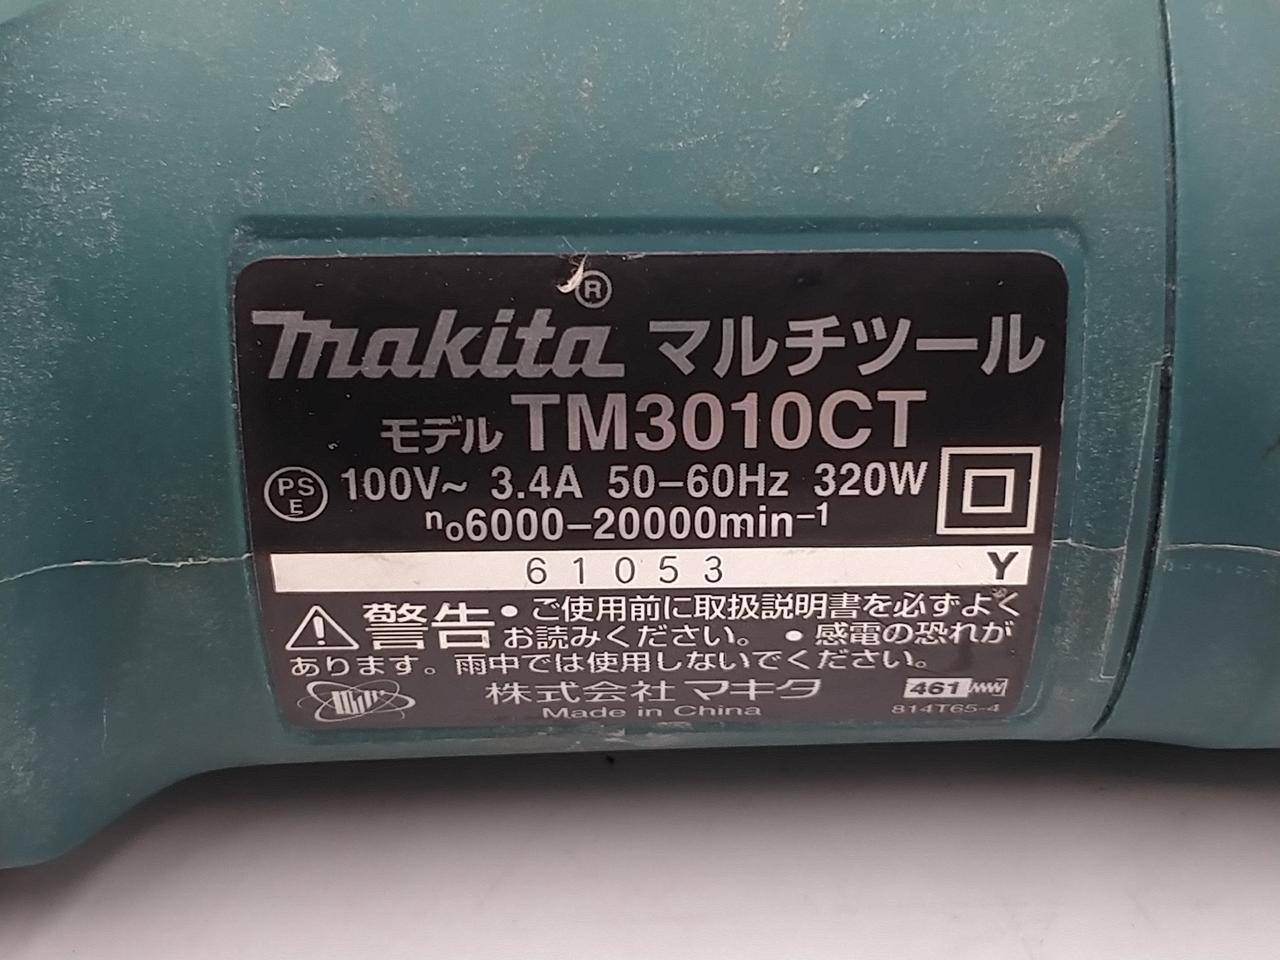 makita® マルチツール
モデル TM3010CT
PSE 100V~ 3.4A 50-60Hz 320W
n₀6000-20000min⁻¹
61053 Y
⚠警告 • ご使用前に取扱説明書を必ずよく
お読みください。 • 感電の恐れが
あります。雨中では使用しないでください。
株式会社 マキタ 461
Made in China 814T65-4